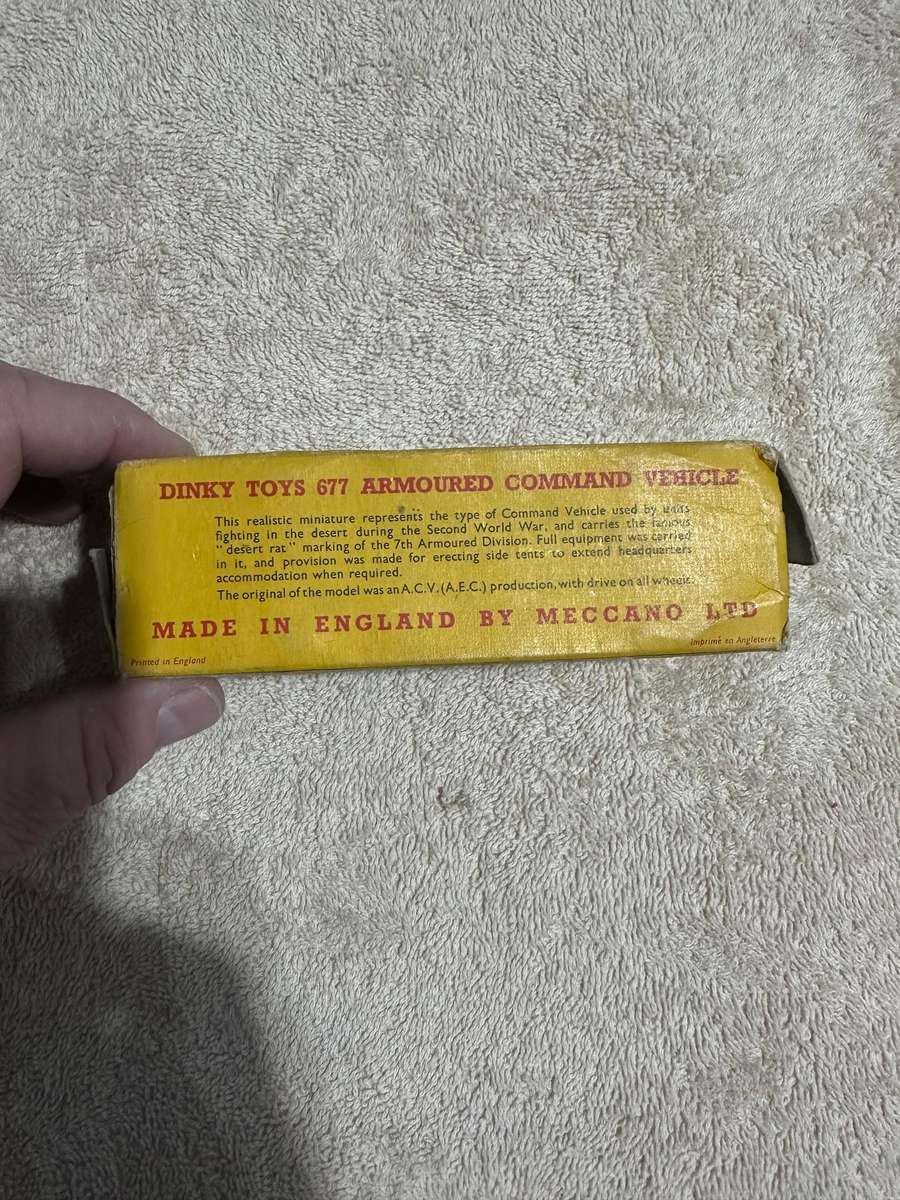 DINKY TOYS 677 ARMOURED COMMAND VEHICLE
This realistic miniature represents the type of Command Vehicle used by units
fighting in the desert during the Second World War, and carries the famous
"desert rat" marking of the 7th Armoured Division. Full equipment was carried
in it, and provision was made for erecting side tents to extend headquarters
accommodation when required.
The original of the model was an A.C.V. (A.E.C.) production, with drive on all wheels.
MADE IN ENGLAND BY MECCANO LTD
Printed in England
Imprimé en Angleterre